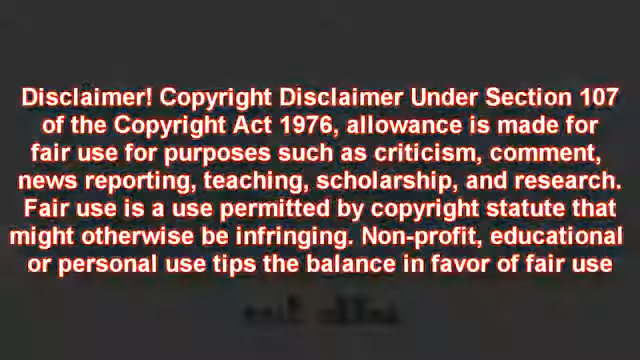 Disclaimer! Copyright Disclaimer Under Section 107
of the Copyright Act 1976, allowance is made for
fair use for purposes such as criticism, comment,
news reporting, teaching, scholarship, and research.
Fair use is a use permitted by copyright statute that
might otherwise be infringing. Non-profit, educational
or personal use tips the balance in favor of fair use